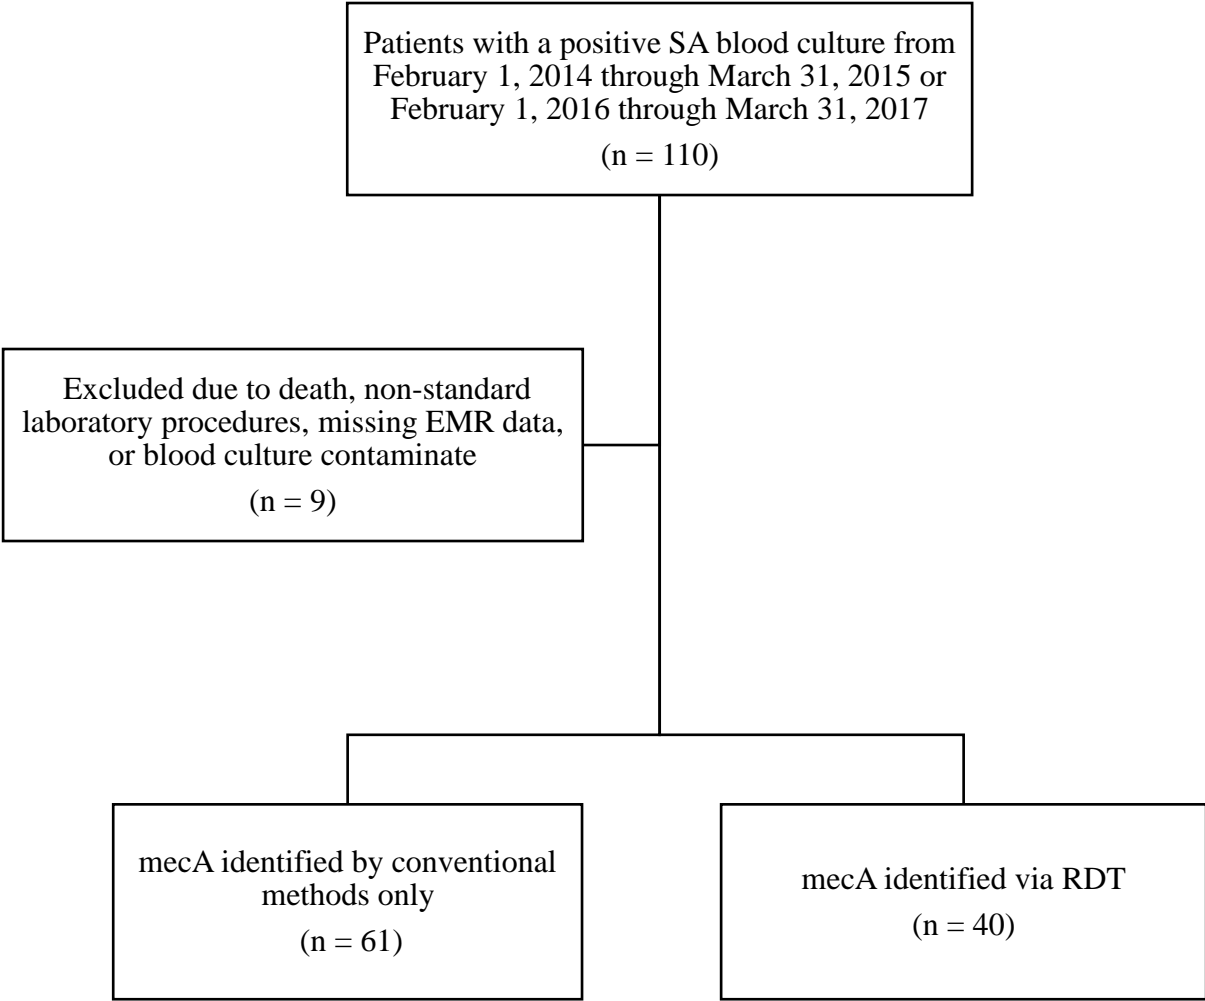 Patients with a positive SA blood culture from
February 1, 2014 through March 31, 2015 or
February 1, 2016 through March 31, 2017
(n = 110)
Excluded due to death, non-standard
laboratory procedures, missing EMR data,
or blood culture contaminate
(n = 9)
mecA identified by conventional
methods only
(n = 61)
mecA identified via RDT
(n = 40)